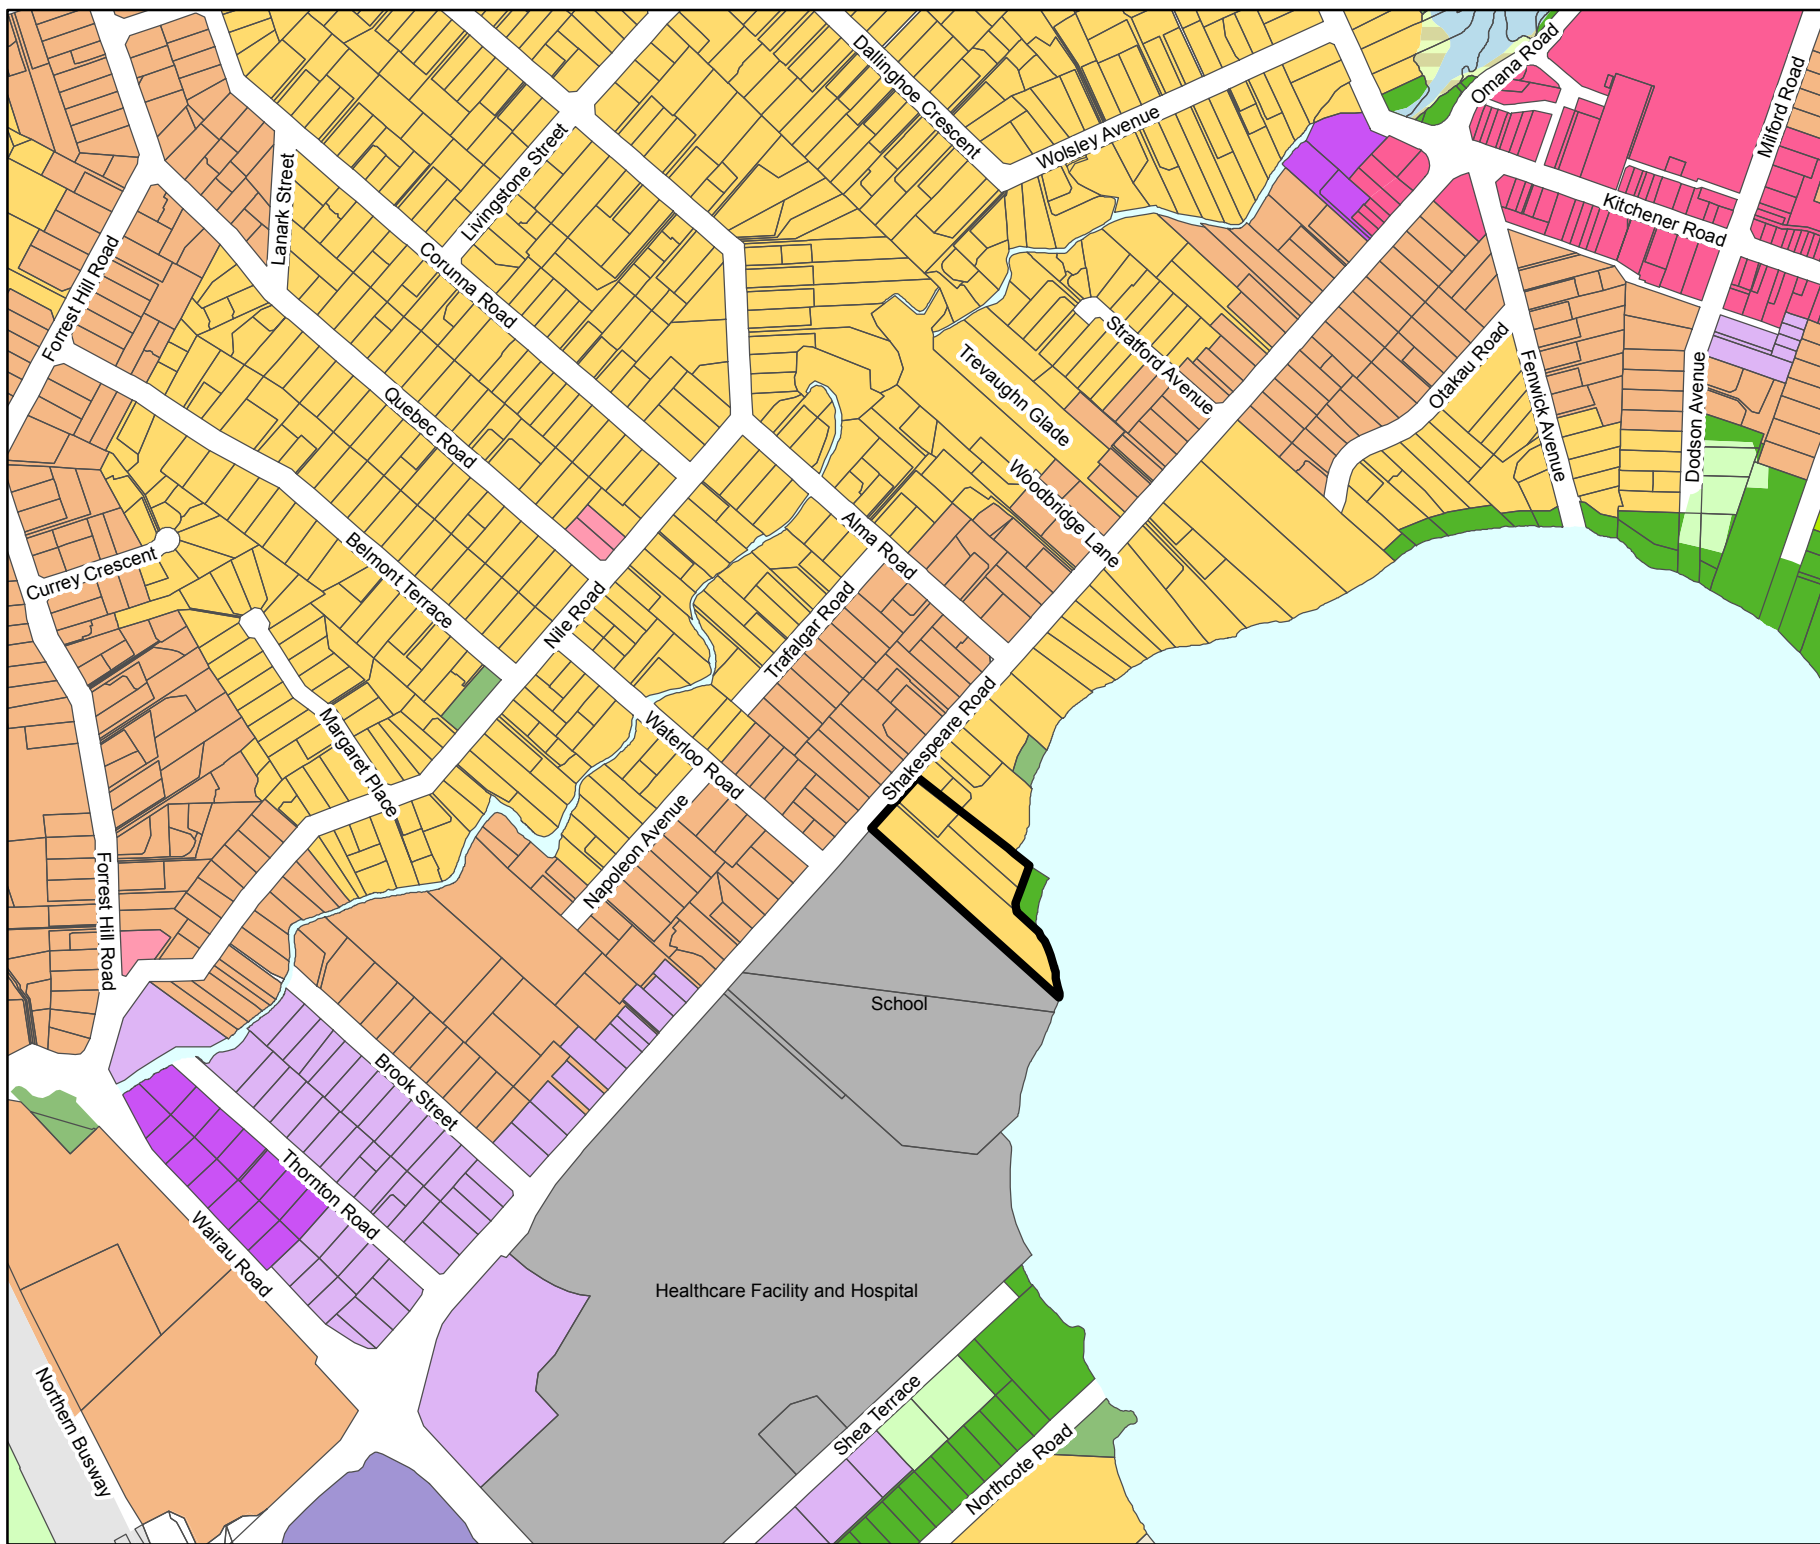 Dallinghoe Crescent
Omana Road
Milford Road
Wolsley Avenue
Livingstone Street
Lanark Street
Kitchener Road
Forrest Hill Road
Corunna Road
Stratford Avenue
Trevaughn Glade
Otakau Road
Fenwick Avenue
Dodson Avenue
Quebec Road
Woodbridge Lane
Alma Road
Currey Crescent
Belmont Terrace
Nile Road
Trafalgar Road
Margaret Place
Waterloo Road
Shakespeare Road
Napoleon Avenue
Forrest Hill Road
School
Brook Street
Thornton Road
Wairau Road
Healthcare Facility and Hospital
Northern Busway
Shea Terrace
Northcote Road